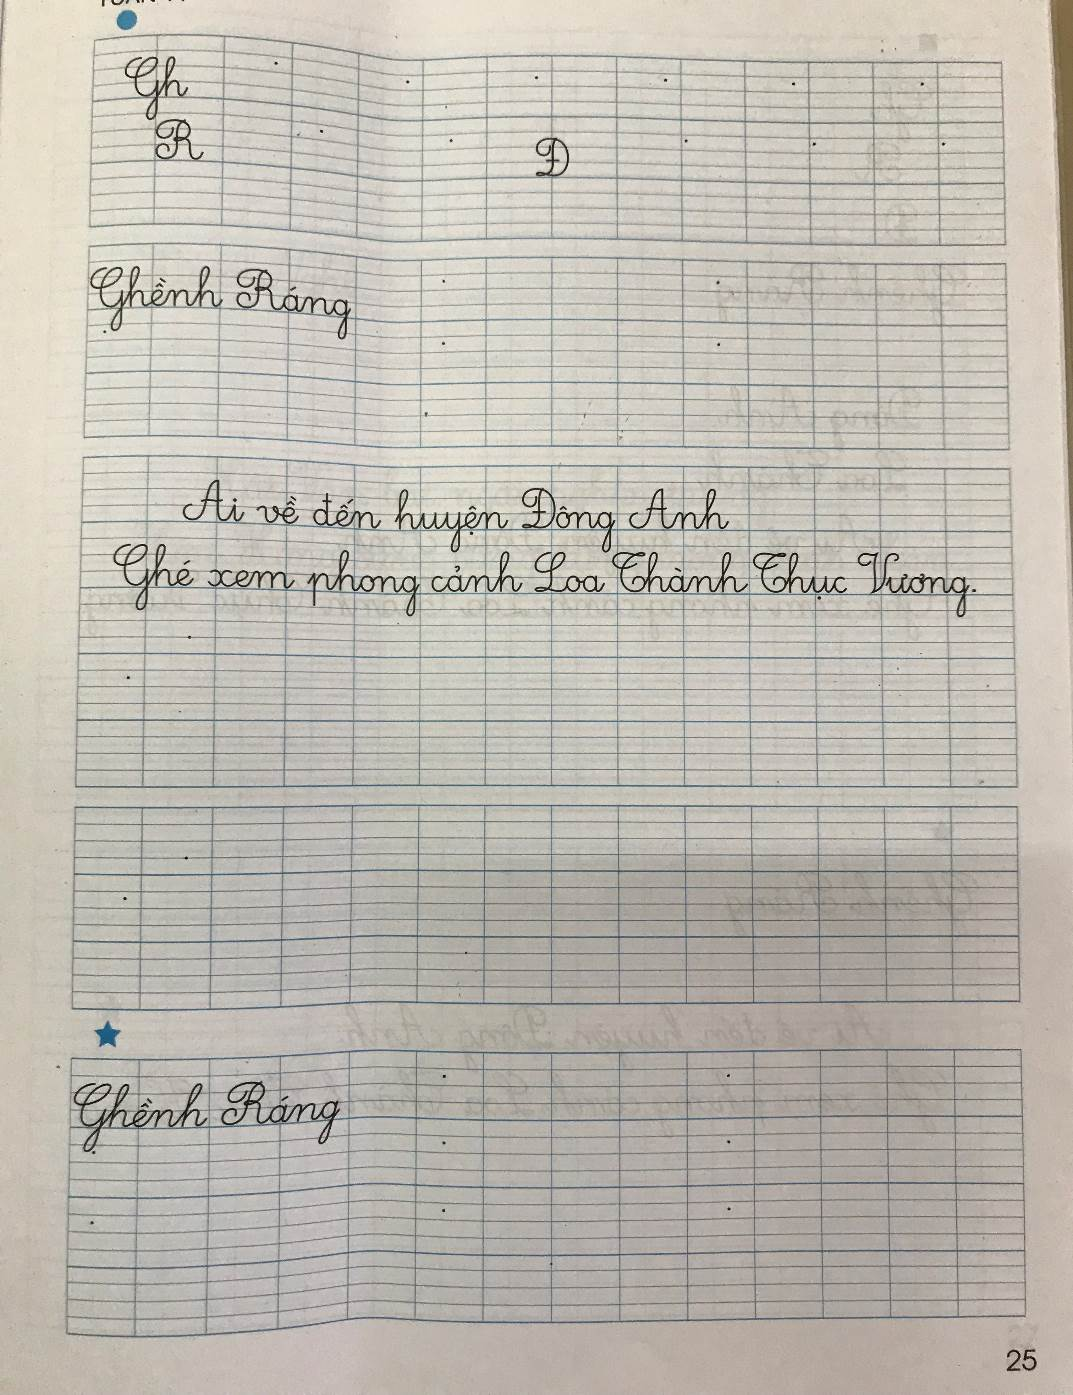 Gh
R Đ
Ghềnh Ráng
Ai về đến huyện Đông Anh
Ghé xem phong cảnh Loa Thành Thục Vương.
Ghềnh Ráng
25